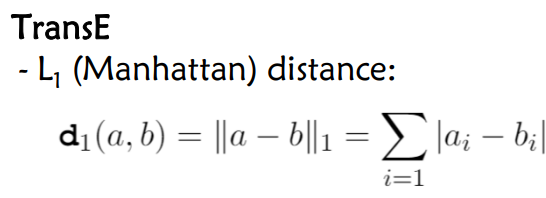 TransE
- L₁ (Manhattan) distance:
d₁(a, b) = ‖a − b‖₁ = ∑ |aᵢ − bᵢ|
i=1